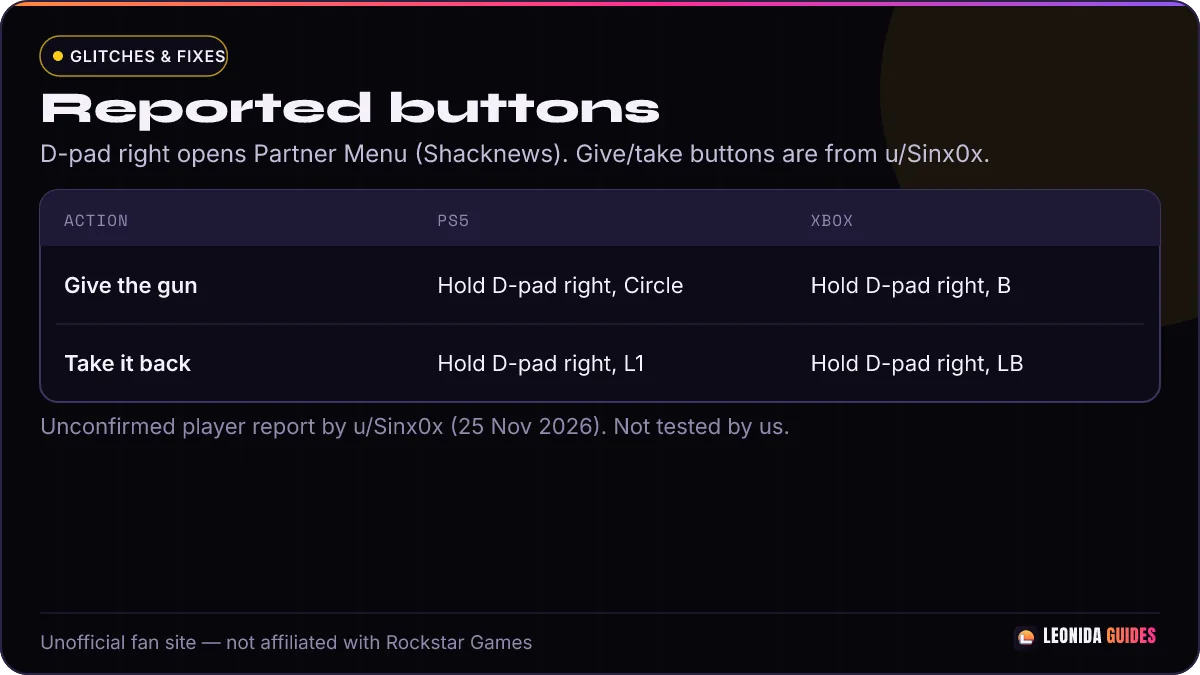 GLITCHES & FIXES
Reported buttons
D-pad right opens Partner Menu (Shacknews). Give/take buttons are from u/Sinx0x.
ACTION PS5 XBOX
Give the gun Hold D-pad right, Circle Hold D-pad right, B
Take it back Hold D-pad right, L1 Hold D-pad right, LB
Unconfirmed player report by u/Sinx0x (25 Nov 2026). Not tested by us.
Unofficial fan site — not affiliated with Rockstar Games
LEONIDA GUIDES